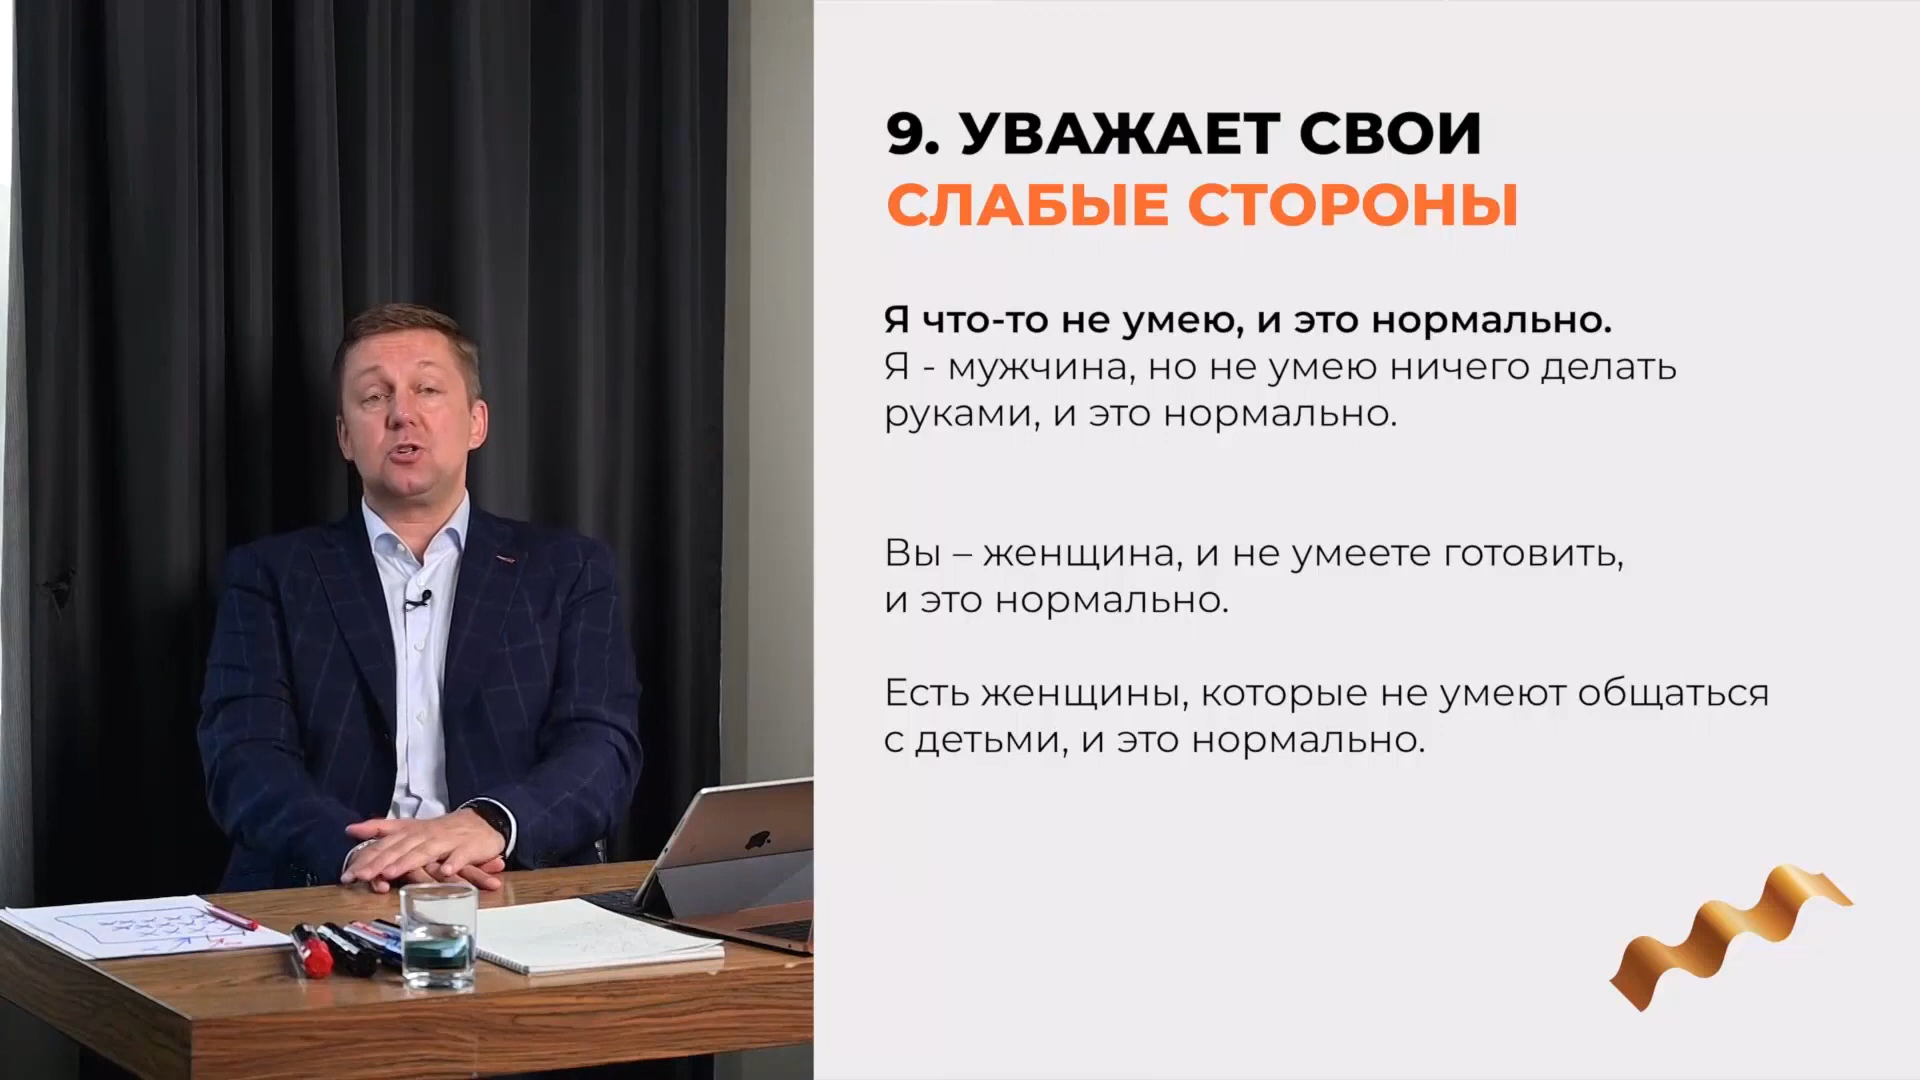 9. УВАЖАЕТ СВОИ
СЛАБЫЕ СТОРОНЫ
Я что-то не умею, и это нормально.
Я - мужчина, но не умею ничего делать
руками, и это нормально.
Вы – женщина, и не умеете готовить,
и это нормально.
Есть женщины, которые не умеют общаться
с детьми, и это нормально.